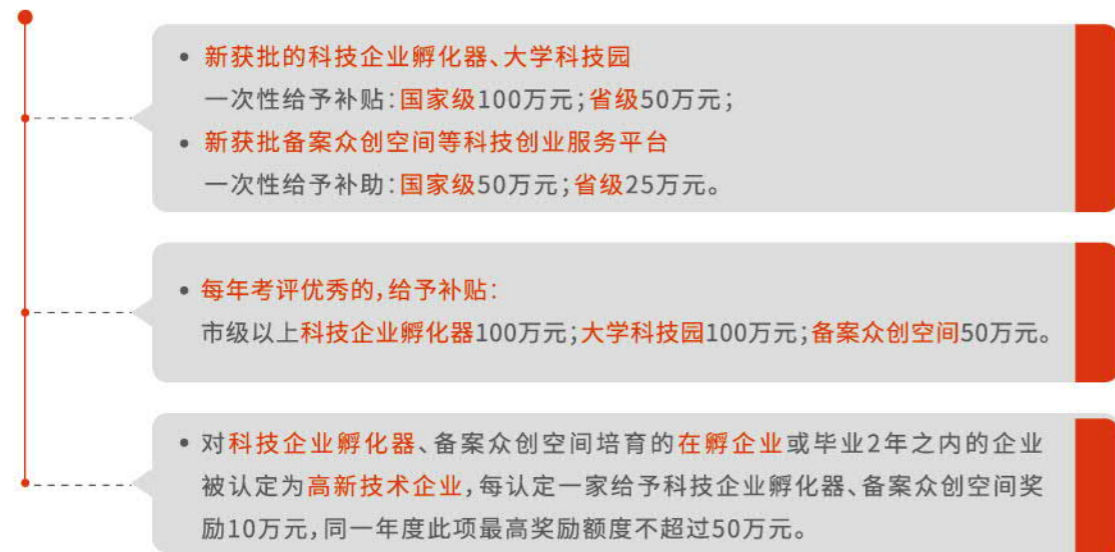 • 新获批的科技企业孵化器、大学科技园
一次性给予补贴:国家级100万元;省级50万元;
• 新获批备案众创空间等科技创业服务平台
一次性给予补助:国家级50万元;省级25万元。
• 每年考评优秀的,给予补贴:
市级以上科技企业孵化器100万元;大学科技园100万元;备案众创空间50万元。
• 对科技企业孵化器、备案众创空间培育的在孵企业或毕业2年之内的企业
被认定为高新技术企业,每认定一家给予科技企业孵化器、备案众创空间奖
励10万元,同一年度此项最高奖励额度不超过50万元。